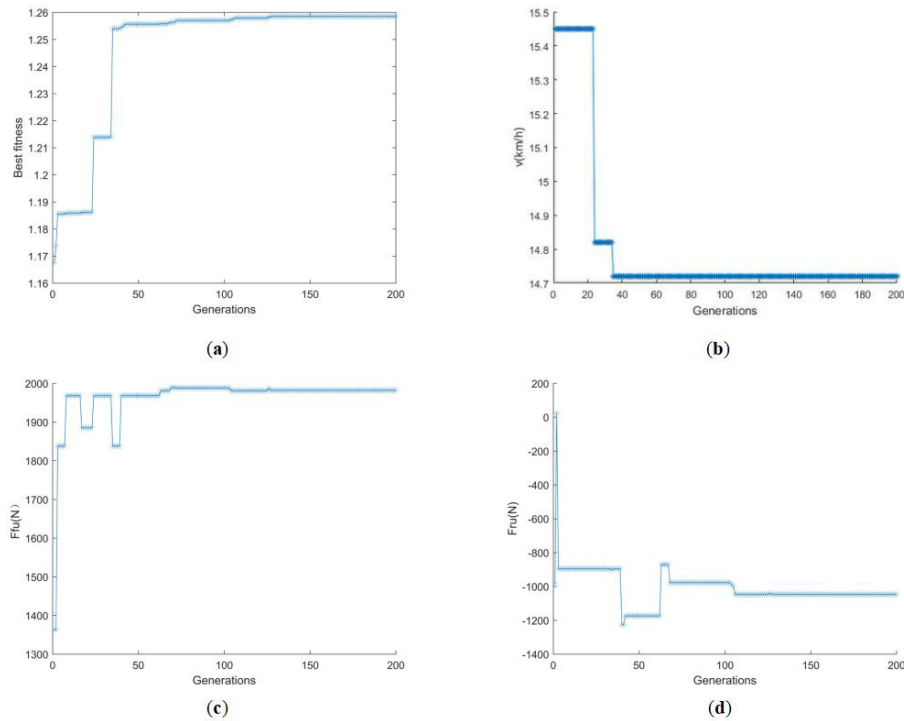 1.26
1.25
1.24
1.23
1.22
1.21
1.2
1.19
1.18
1.17
1.16
Best fitness
0 50 100 150 200
Generations
(a)
15.5
15.4
15.3
15.2
15.1
15
14.9
14.8
14.7
v(km/h)
0 20 40 60 80 100 120 140 160 180 200
Generations
(b)
2000
1900
1800
1700
1600
1500
1400
1300
Ffu(N)
0 50 100 150 200
Generations
(c)
200
0
-200
-400
-600
-800
-1000
-1200
-1400
Fru(N)
0 50 100 150 200
Generations
(d)